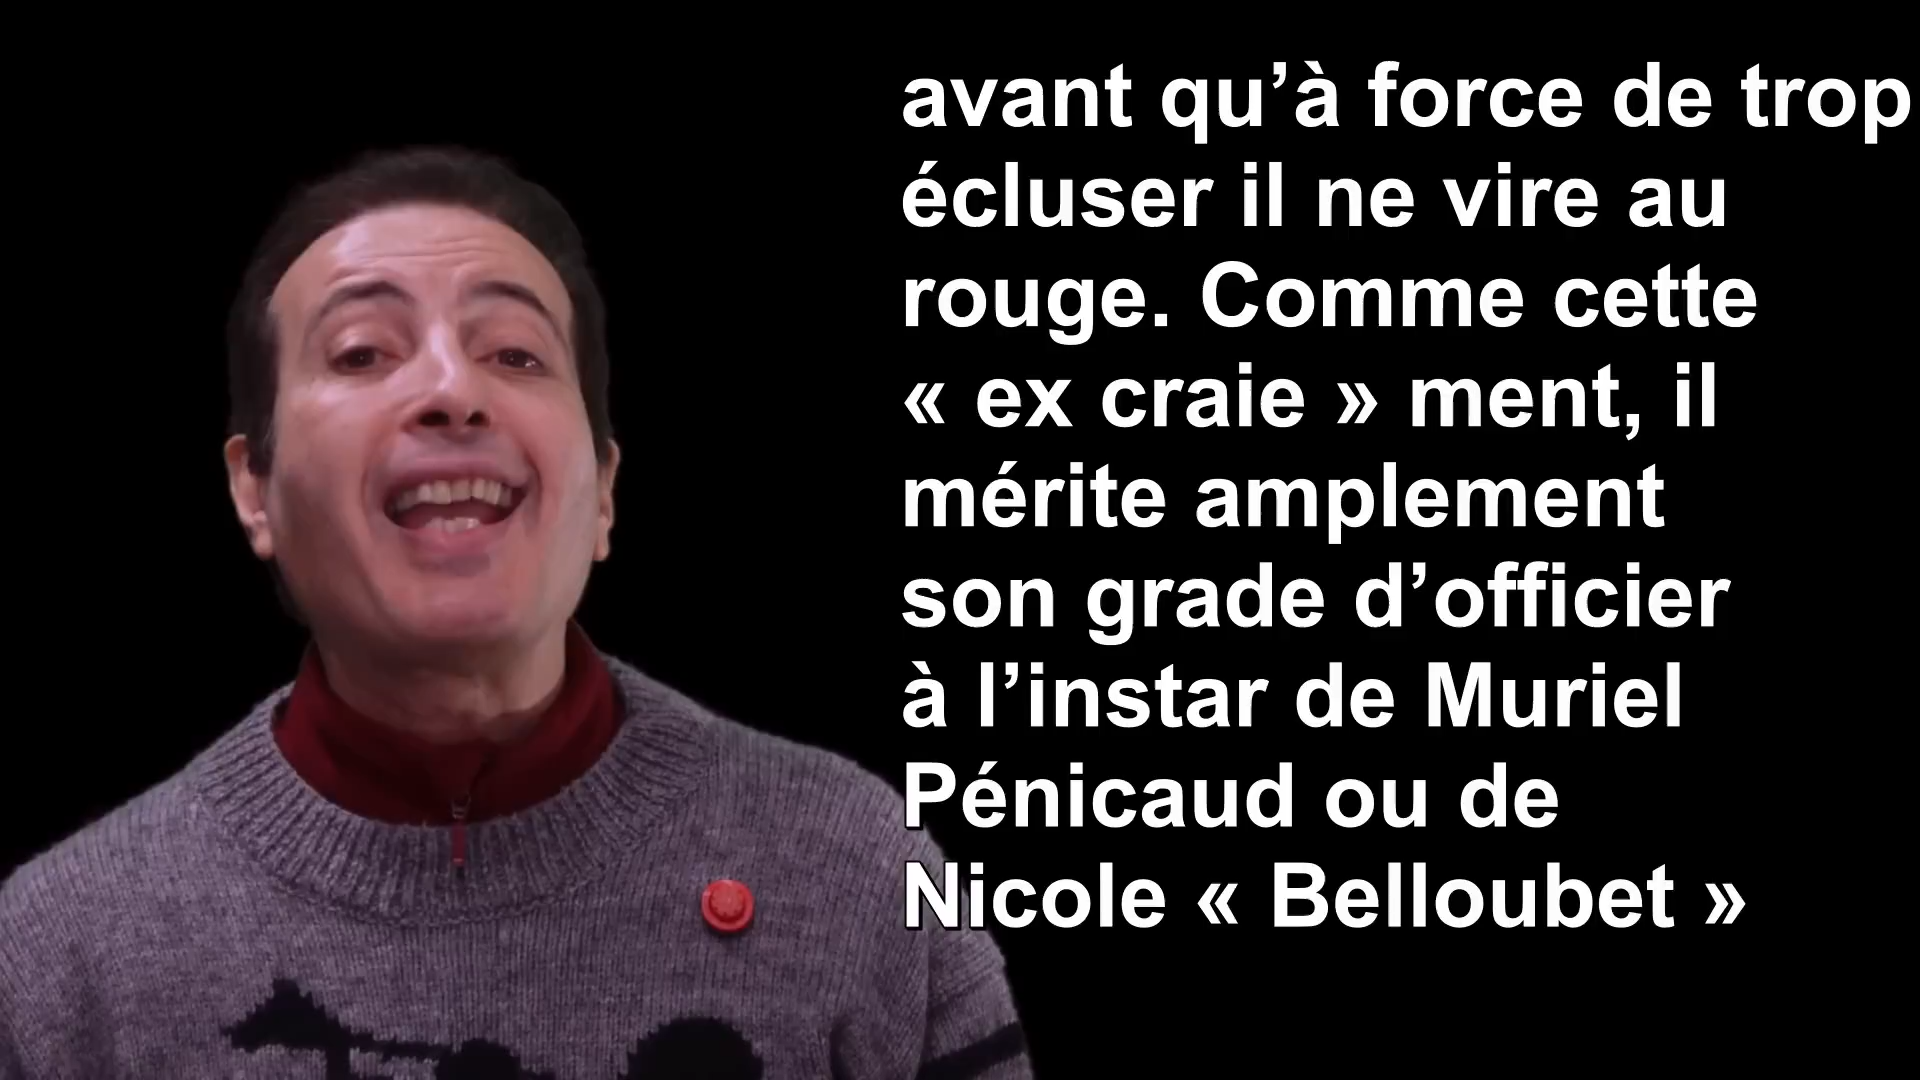 avant qu’à force de trop
écluser il ne vire au
rouge. Comme cette
« ex craie » ment, il
mérite amplement
son grade d’officier
à l’instar de Muriel
Pénicaud ou de
Nicole « Belloubet »